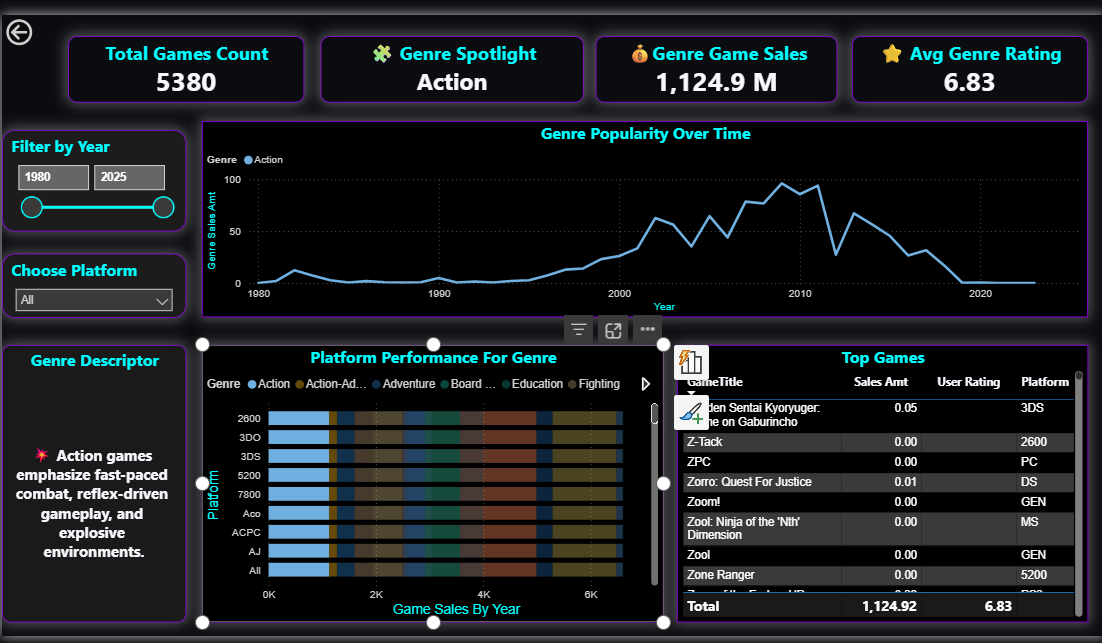 Total Games Count
5380
Genre Spotlight
Action
Genre Game Sales
1,124.9 M
Avg Genre Rating
6.83
Filter by Year
1980
2025
Choose Platform
All
Genre Popularity Over Time
Genre
Action
Genre Sales Amt
100
50
0
1980
1990
2000
2010
2020
Year
Genre Descriptor
Action games
emphasize fast-paced
combat, reflex-driven
gameplay, and
explosive
environments.
Platform Performance For Genre
Genre Action Action-Ad... Adventure Board ... Education Fighting
Platform
2600
3DO
3DS
5200
7800
Aco
ACPC
AJ
All
0K 2K 4K 6K
Game Sales By Year
Top Games
GameTitle Sales Amt User Rating Platform
den Sentai Kyoryuger: 0.05 3DS
on Gaburincho
Z-Tack 0.00 2600
ZPC 0.00 PC
Zorro: Quest For Justice 0.01 DS
Zoom! 0.00 GEN
Zool: Ninja of the 'Nth' 0.00 MS
Dimension
Zool 0.00 GEN
Zone Ranger 0.00 5200
Total 1,124.92 6.83